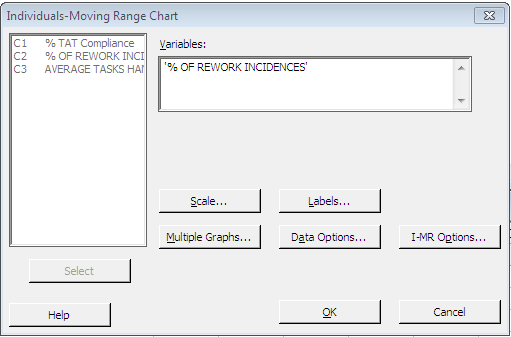 Individuals-Moving Range Chart
C1 % TAT Compliance
C2 % OF REWORK INCI
C3 AVERAGE TASKS HAN
Variables:
'% OF REWORK INCIDENCES'
Scale...
Labels...
Multiple Graphs...
Data Options...
I-MR Options...
Select
Help
OK
Cancel